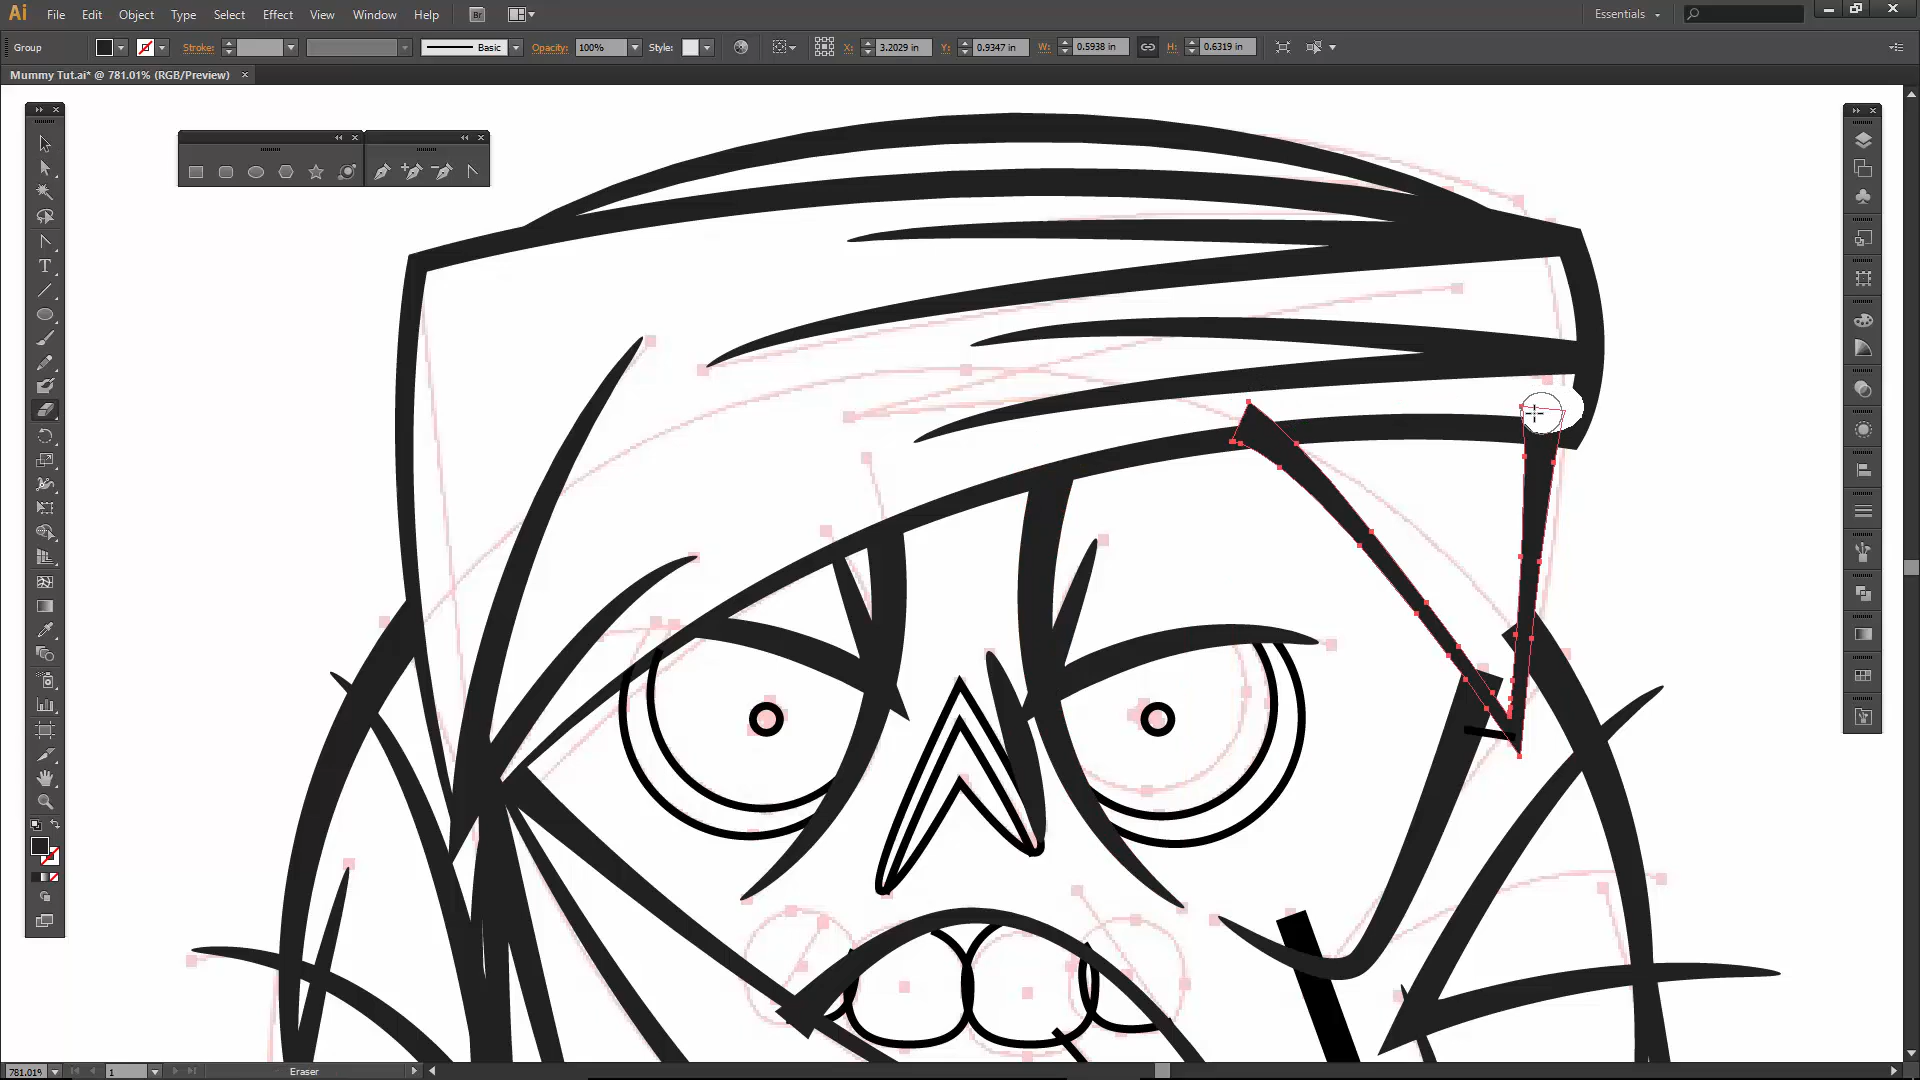 Ai File Edit Object Type Select Effect View Window Help Br Essentials
Group Stroke: Basic Opacity: 100% Style: X: 3.2029 in Y: 0.9347 in W: 0.5938 in H: 0.6319 in
Mummy Tut.ai* @ 781.01% (RGB/Preview) ×
T
781.01% 1 Eraser